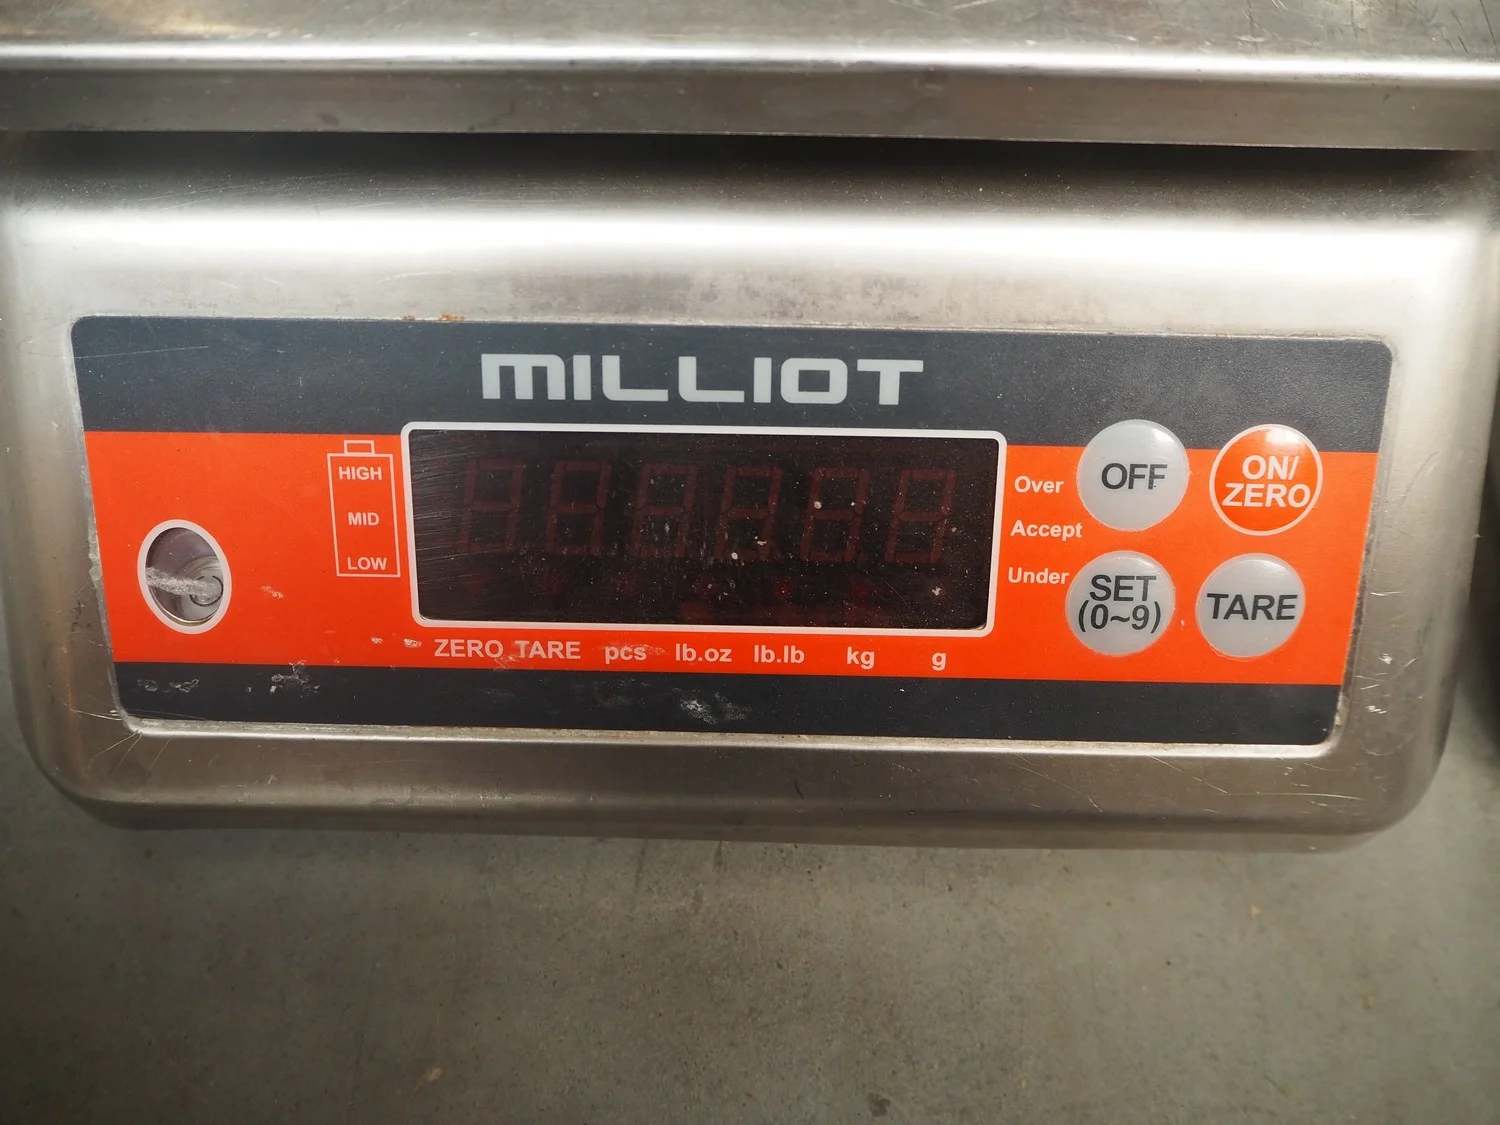 MILLIOT
HIGH
MID
LOW
Over
Accept
Under
OFF
ON/
ZERO
SET
(0~9)
TARE
ZERO TARE pcs lb.oz lb.lb kg g